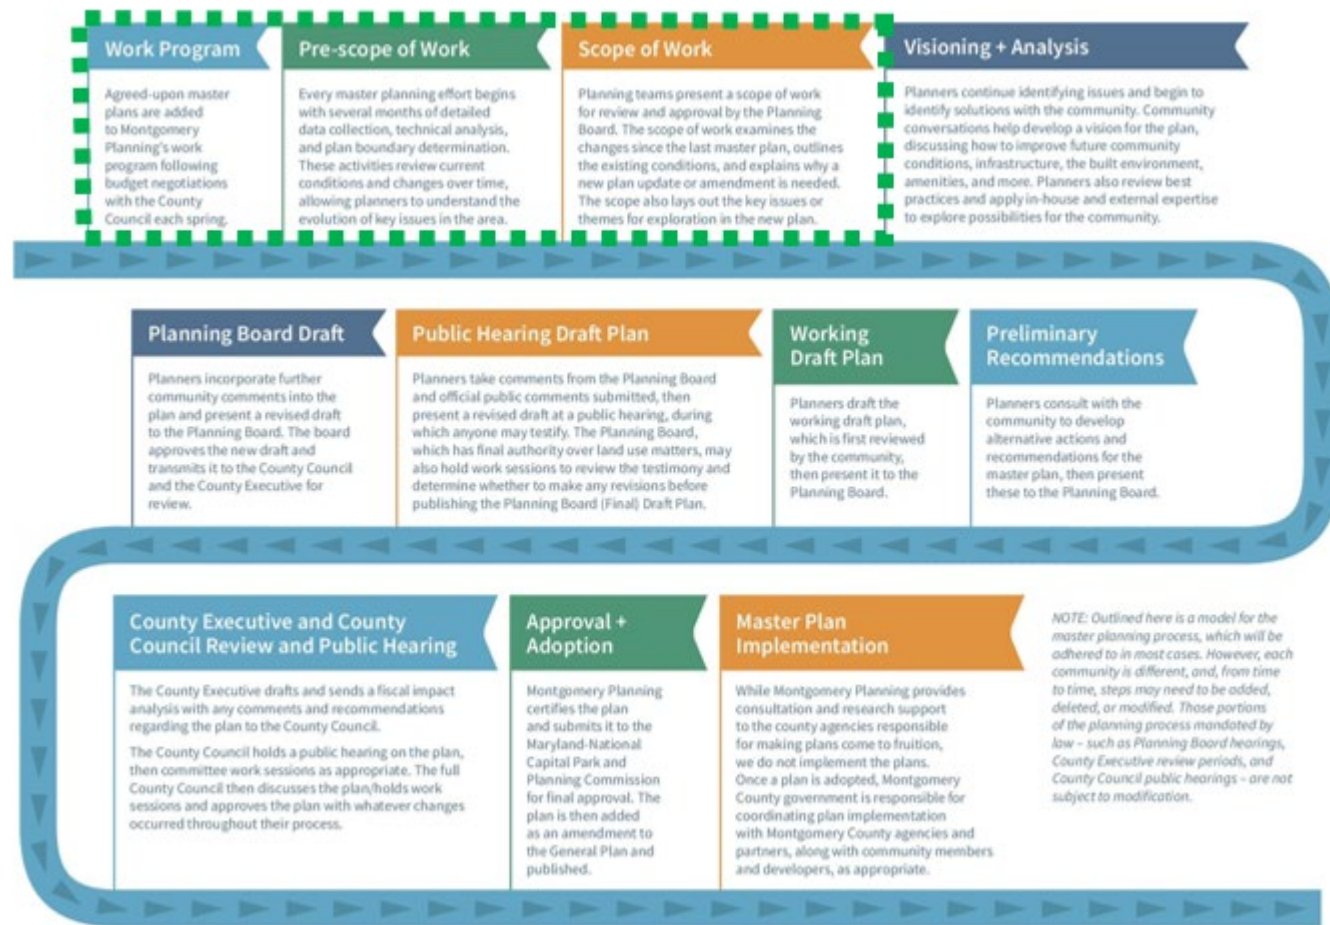 Work Program
Agreed-upon master
plans are added
to Montgomery
Planning's work
program following
budget negotiations
with the County
Council each spring.
Pre-scope of Work
Every master planning effort begins
with several months of detailed
data collection, technical analysis,
and plan boundary determination.
These activities review current
conditions and changes over time,
allowing planners to understand the
evolution of key issues in the area.
Scope of Work
Planning teams present a scope of work
for review and approval by the Planning
Board. The scope of work examines the
changes since the last master plan, outlines
the existing conditions, and explains why a
new plan update or amendment is needed.
The scope also lays out the key issues or
themes for exploration in the new plan.
Visioning + Analysis
Planners continue identifying issues and begin to
identify solutions with the community. Community
conversations help develop a vision for the plan,
discussing how to improve future community
conditions, infrastructure, the built environment,
amenities, and more. Planners also review best
practices and apply in-house and external expertise
to explore possibilities for the community.
Preliminary
Recommendations
Planners consult with the
community to develop
alternative actions and
recommendations for the
master plan, then present
these to the Planning Board.
Working
Draft Plan
Planners draft the
working draft plan,
which is first reviewed
by the community,
then present it to the
Planning Board.
Public Hearing Draft Plan
Planners take comments from the Planning Board
and official public comments submitted, then
present a revised draft at a public hearing, during
which anyone may testify. The Planning Board,
which has final authority over land use matters, may
also hold work sessions to review the testimony and
determine whether to make any revisions before
publishing the Planning Board (Final) Draft Plan.
Planning Board Draft
Planners incorporate further
community comments into the
plan and present a revised draft
to the Planning Board. The board
approves the new draft and
transmits it to the County Council
and the County Executive for
review.
County Executive and County
Council Review and Public Hearing
The County Executive drafts and sends a fiscal impact
analysis with any comments and recommendations
regarding the plan to the County Council.
The County Council holds a public hearing on the plan,
then committee work sessions as appropriate. The full
County Council then discusses the plan/holds work
sessions and approves the plan with whatever changes
occurred throughout their process.
Approval +
Adoption
Montgomery Planning
certifies the plan
and submits it to the
Maryland-National
Capital Park and
Planning Commission
for final approval. The
plan is then added
as an amendment to
the General Plan and
published.
Master Plan
Implementation
While Montgomery Planning provides
consultation and research support
to the county agencies responsible
for making plans come to fruition,
we do not implement the plans.
Once a plan is adopted, Montgomery
County government is responsible for
coordinating plan implementation
with Montgomery County agencies and
partners, along with community members
and developers, as appropriate.
NOTE: Outlined here is a model for the
master planning process, which will be
adhered to in most cases. However, each
community is different, and, from time
to time, steps may need to be added,
deleted, or modified. Those portions
of the planning process mandated by
law – such as Planning Board hearings,
County Executive review periods, and
County Council public hearings – are not
subject to modification.